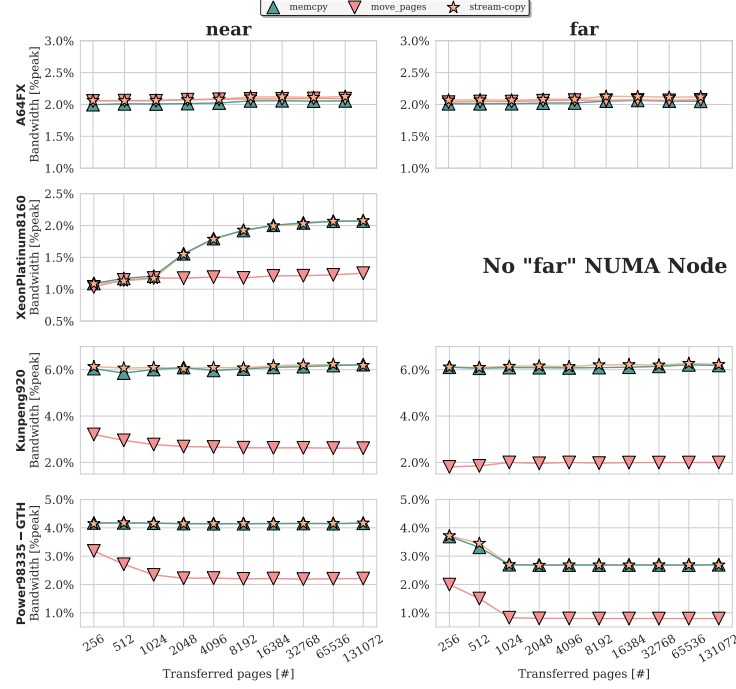 memcpy move_pages stream-copy
near far
A64FX
Bandwidth [%peak]
3.0%
2.5%
2.0%
1.5%
1.0%
3.0%
2.5%
2.0%
1.5%
1.0%
XeonPlatinum8160
Bandwidth [%peak]
2.5%
2.0%
1.5%
1.0%
0.5%
No "far" NUMA Node
Kunpeng920
Bandwidth [%peak]
6.0%
4.0%
2.0%
6.0%
4.0%
2.0%
Power98335-GTH
Bandwidth [%peak]
5.0%
4.0%
3.0%
2.0%
1.0%
5.0%
4.0%
3.0%
2.0%
1.0%
256 512 1024 2048 4096 8192 16384 32768 65536 131072
Transferred pages [#]
256 512 1024 2048 4096 8192 16384 32768 65536 131072
Transferred pages [#]